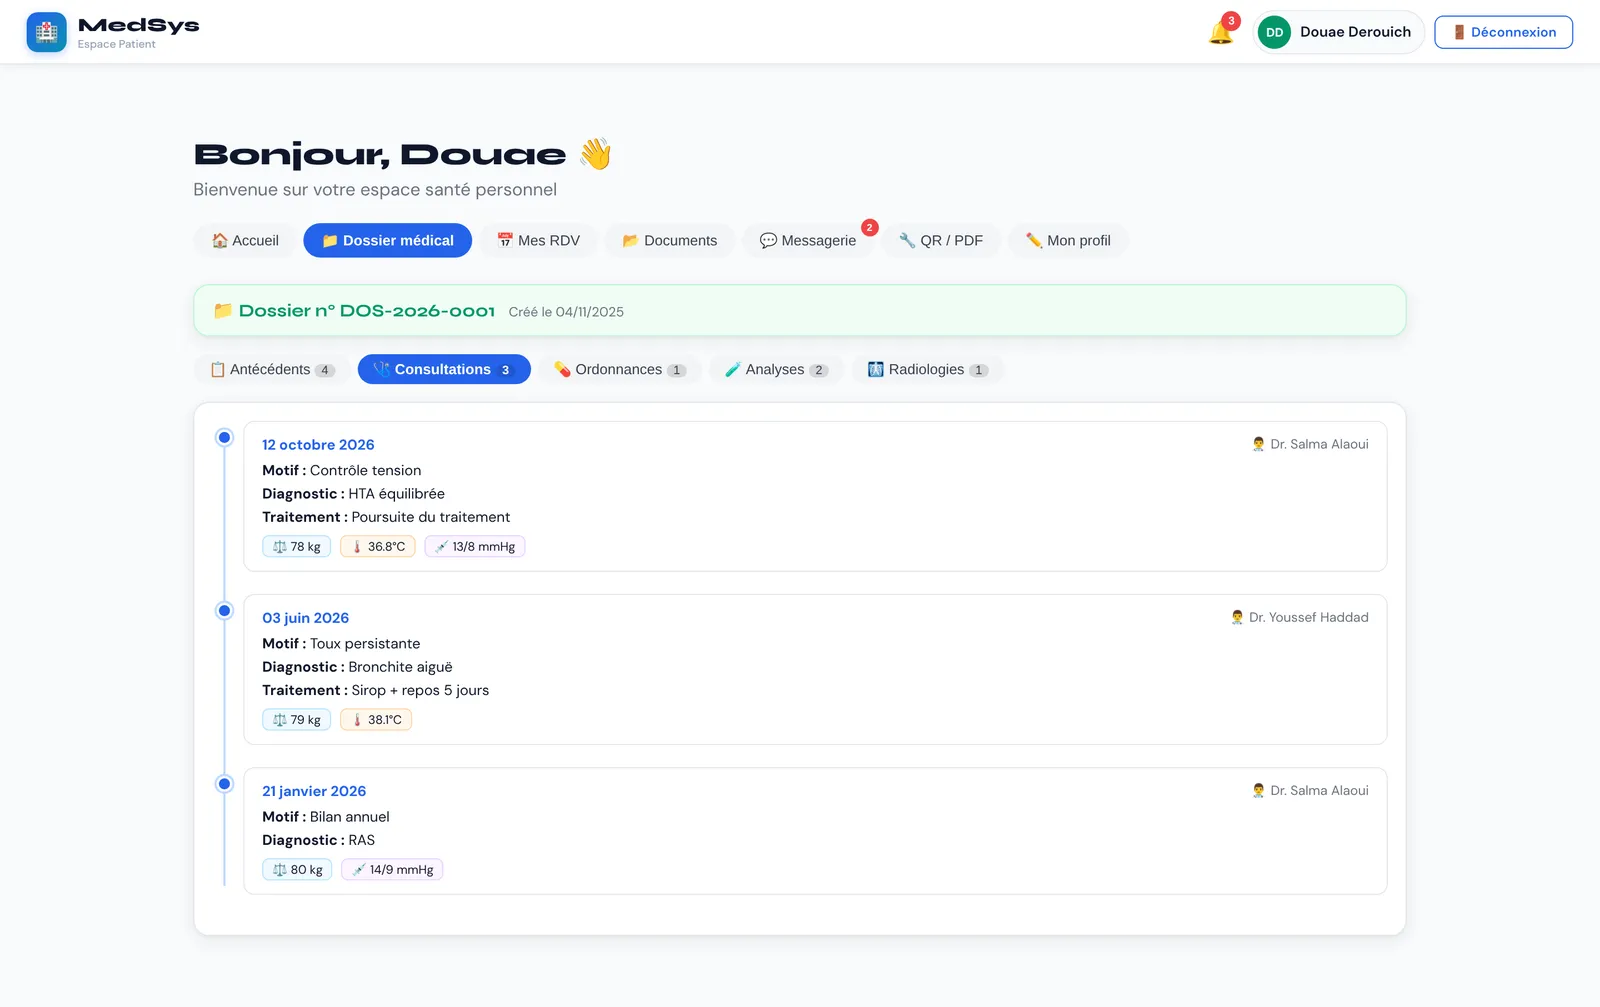 MedSys
Espace Patient
3
DD
Douae Derouich
Déconnexion
Bonjour, Douae 👋
Bienvenue sur votre espace santé personnel
Accueil
Dossier médical
Mes RDV
Documents
Messagerie 2
QR / PDF
Mon profil
Dossier n° DOS-2026-0001 Créé le 04/11/2025
Antécédents 4
Consultations 3
Ordonnances 1
Analyses 2
Radiologies 1
12 octobre 2026
Dr. Salma Alaoui
Motif : Contrôle tension
Diagnostic : HTA équilibrée
Traitement : Poursuite du traitement
78 kg
36.8°C
13/8 mmHg
03 juin 2026
Dr. Youssef Haddad
Motif : Toux persistante
Diagnostic : Bronchite aiguë
Traitement : Sirop + repos 5 jours
79 kg
38.1°C
21 janvier 2026
Dr. Salma Alaoui
Motif : Bilan annuel
Diagnostic : RAS
80 kg
14/9 mmHg